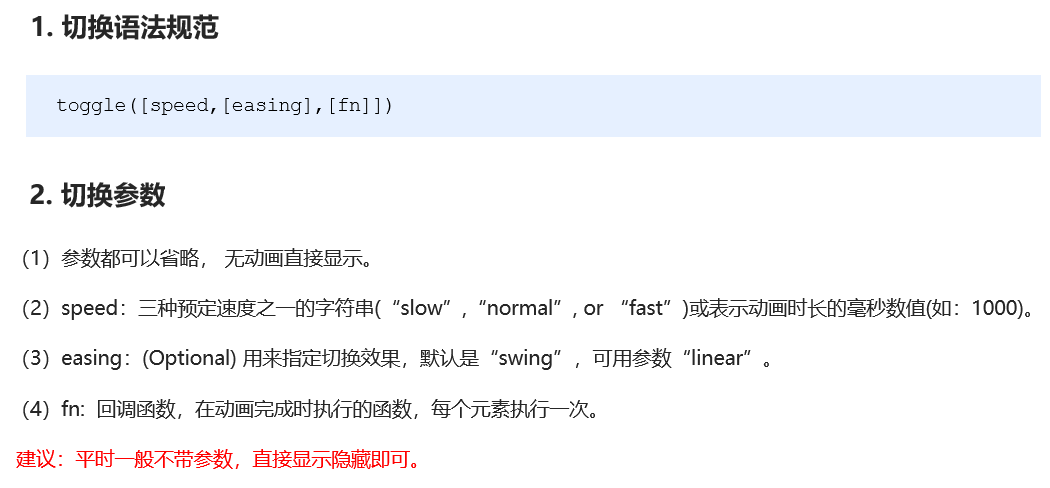 1. 切换语法规范
toggle([speed,[easing],[fn]])
2. 切换参数
（1）参数都可以省略， 无动画直接显示。
（2）speed：三种预定速度之一的字符串(“slow”,“normal”, or “fast”)或表示动画时长的毫秒数值(如：1000)。
（3）easing：(Optional) 用来指定切换效果，默认是“swing”，可用参数“linear”。
（4）fn: 回调函数，在动画完成时执行的函数，每个元素执行一次。
建议：平时一般不带参数，直接显示隐藏即可。